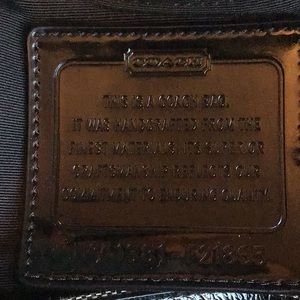 COACH
THIS IS A COACH BAG.
IT WAS HANDCRAFTED FROM THE
FINEST MATERIALS. ITS SUPERIOR
CRAFTSMANSHIP REFLECTS OUR
COMMITMENT TO ENDURING QUALITY.